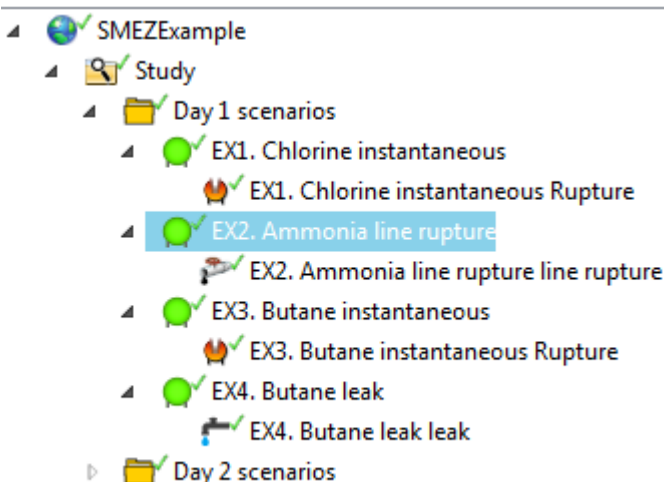 SMEZExample
Study
Day 1 scenarios
EX1. Chlorine instantaneous
EX1. Chlorine instantaneous Rupture
EX2. Ammonia line rupture
EX2. Ammonia line rupture line rupture
EX3. Butane instantaneous
EX3. Butane instantaneous Rupture
EX4. Butane leak
EX4. Butane leak leak
Day 2 scenarios